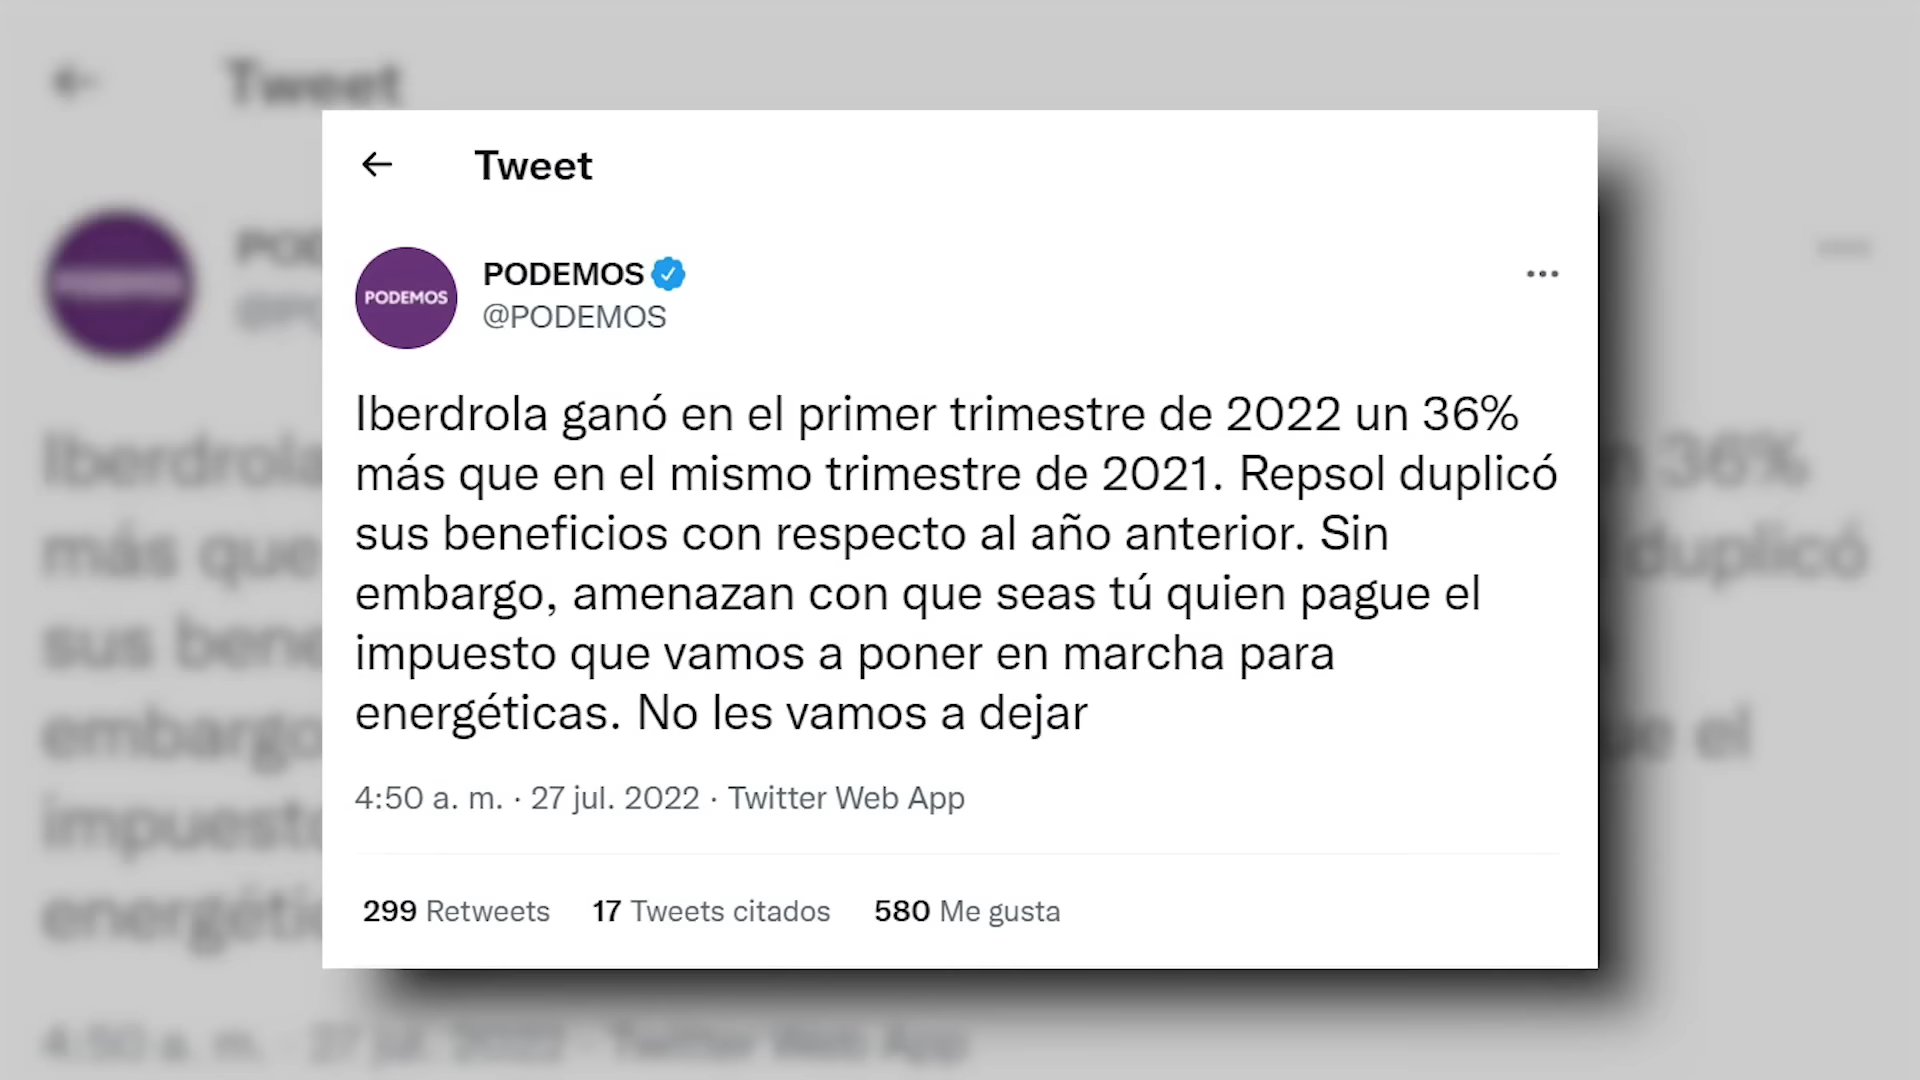 Tweet
PODEMOS
PODEMOS
@PODEMOS
Iberdrola ganó en el primer trimestre de 2022 un 36%
más que en el mismo trimestre de 2021. Repsol duplicó
sus beneficios con respecto al año anterior. Sin
embargo, amenazan con que seas tú quien pague el
impuesto que vamos a poner en marcha para
energéticas. No les vamos a dejar
4:50 a. m. · 27 jul. 2022 · Twitter Web App
299 Retweets 17 Tweets citados 580 Me gusta